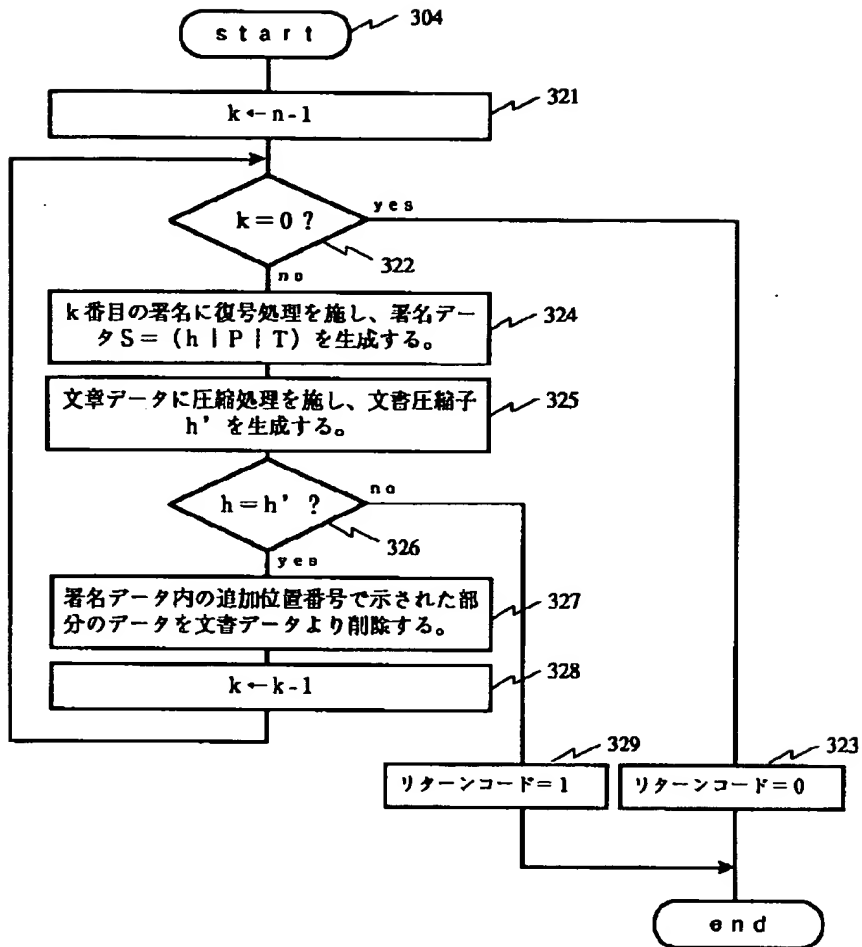 start
304
k←n-1
321
k=0？
yes
322
no
k番目の署名に復号処理を施し、署名デー
タS＝（h｜P｜T）を生成する。
324
文章データに圧縮処理を施し、文書圧縮子
h’を生成する。
325
h=h’？
no
326
yes
署名データ内の追加位置番号で示された部
分のデータを文書データより削除する。
327
k←k-1
328
329
323
リターンコード＝1
リターンコード＝0
end